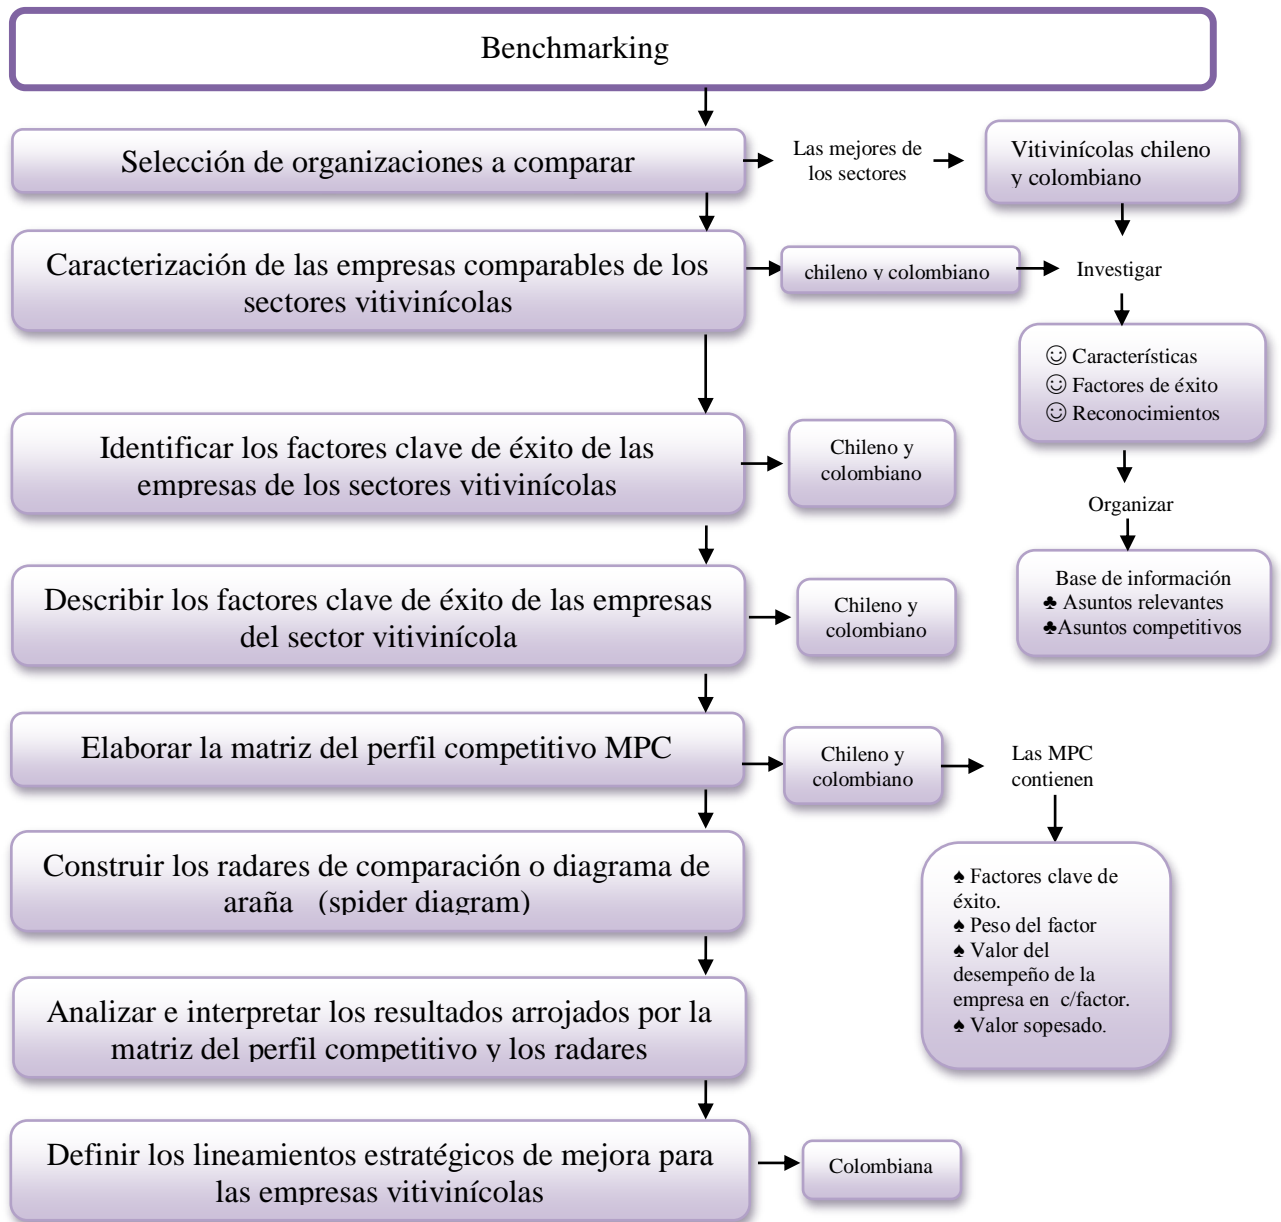 Benchmarking
Selección de organizaciones a comparar
Las mejores de
los sectores
Vitivinícolas chileno
y colombiano
Caracterización de las empresas comparables de los
sectores vitivinícolas
chileno y colombiano
Investigar
☺ Características
☺ Factores de éxito
☺ Reconocimientos
Identificar los factores clave de éxito de las
empresas de los sectores vitivinícolas
Chileno y
colombiano
Organizar
Describir los factores clave de éxito de las empresas
del sector vitivinícola
Chileno y
colombiano
Base de información
♣ Asuntos relevantes
♣Asuntos competitivos
Elaborar la matriz del perfil competitivo MPC
Chileno y
colombiano
Las MPC
contienen
Construir los radares de comparación o diagrama de
araña (spider diagram)
♠ Factores clave de
éxito.
♠ Peso del factor
♠ Valor del
desempeño de la
empresa en c/factor.
♠ Valor sopesado.
Analizar e interpretar los resultados arrojados por la
matriz del perfil competitivo y los radares
Definir los lineamientos estratégicos de mejora para
las empresas vitivinícolas
Colombiana